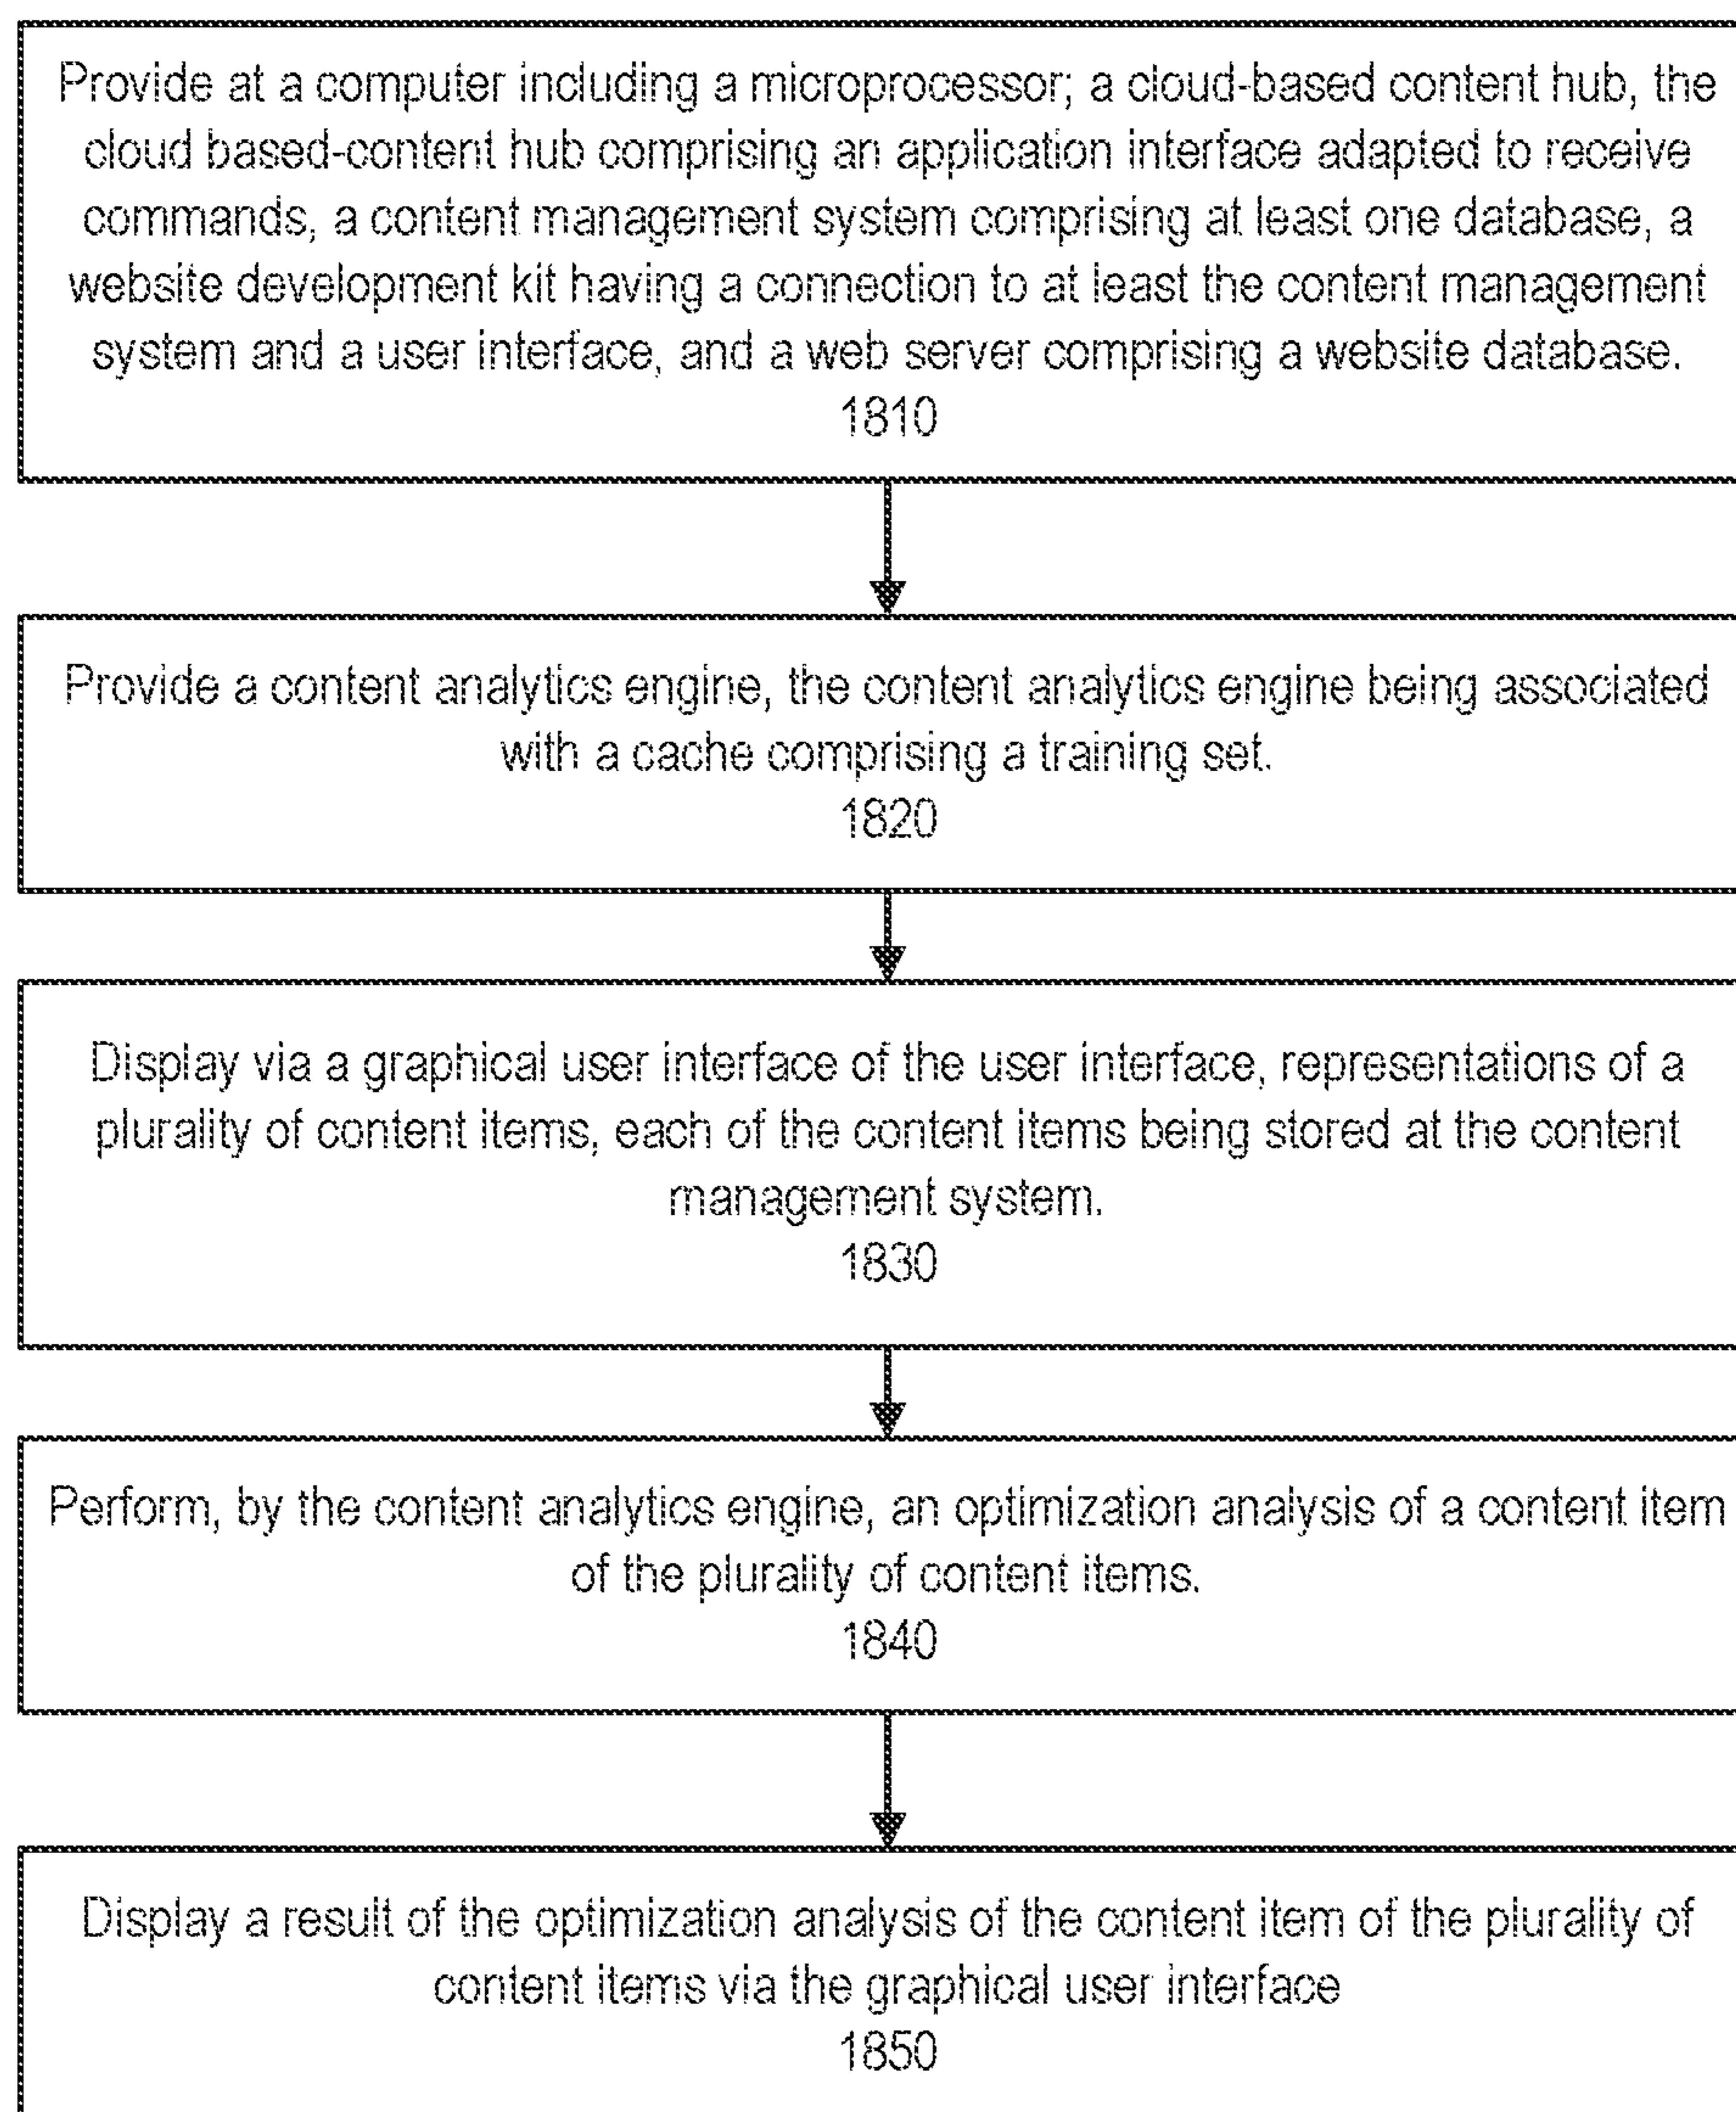 Provide at a computer including a microprocessor; a cloud-based content hub, the
cloud based-content hub comprising an application interface adapted to receive
commands, a content management system comprising at least one database, a
website development kit having a connection to at least the content management
system and a user interface, and a web server comprising a website database.
1810
Provide a content analytics engine, the content analytics engine being associated
with a cache comprising a training set.
1820
Display via a graphical user interface of the user interface, representations of a
plurality of content items, each of the content items being stored at the content
management system.
1830
Perform, by the content analytics engine, an optimization analysis of a content item
of the plurality of content items.
1840
Display a result of the optimization analysis of the content item of the plurality of
content items via the graphical user interface
1850